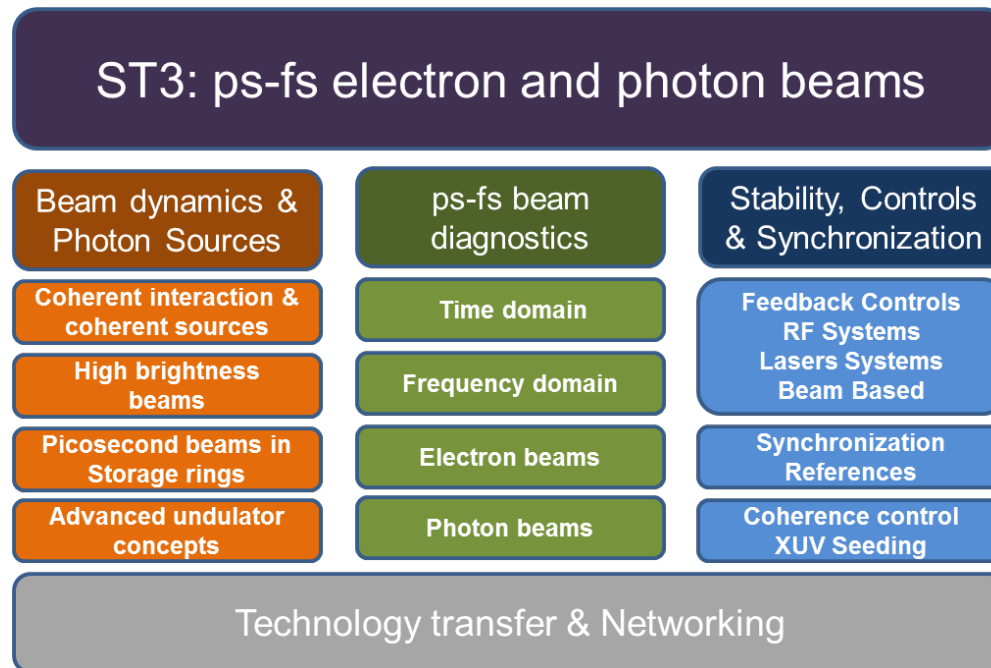 ST3: ps-fs electron and photon beams
Beam dynamics &
Photon Sources
Coherent interaction &
coherent sources
High brightness
beams
Picosecond beams in
Storage rings
Advanced undulator
concepts
ps-fs beam
diagnostics
Time domain
Frequency domain
Electron beams
Photon beams
Stability, Controls
& Synchronization
Feedback Controls
RF Systems
Lasers Systems
Beam Based
Synchronization
References
Coherence control
XUV Seeding
Technology transfer & Networking